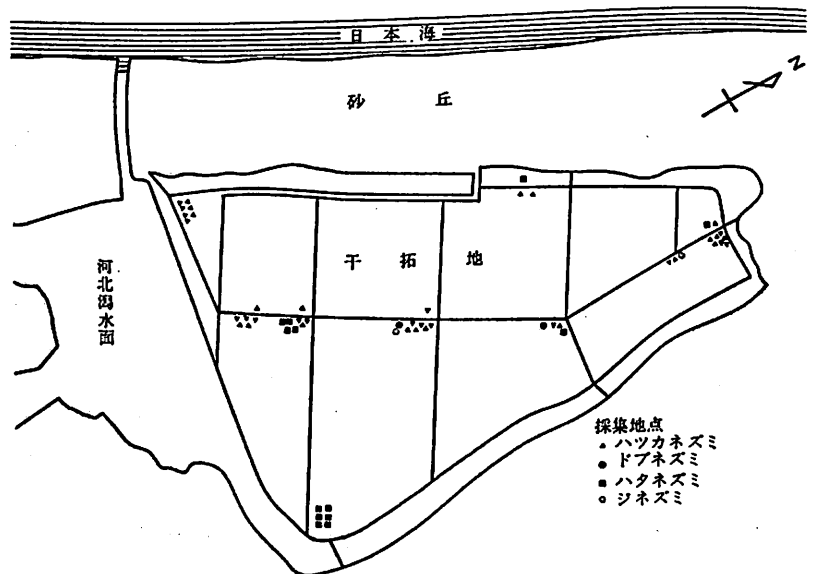 日本海
砂丘
N
干拓地
河北潟水面
採集地点
▲ ハツカネズミ
● ドブネズミ
■ ハタネズミ
○ ジネズミ